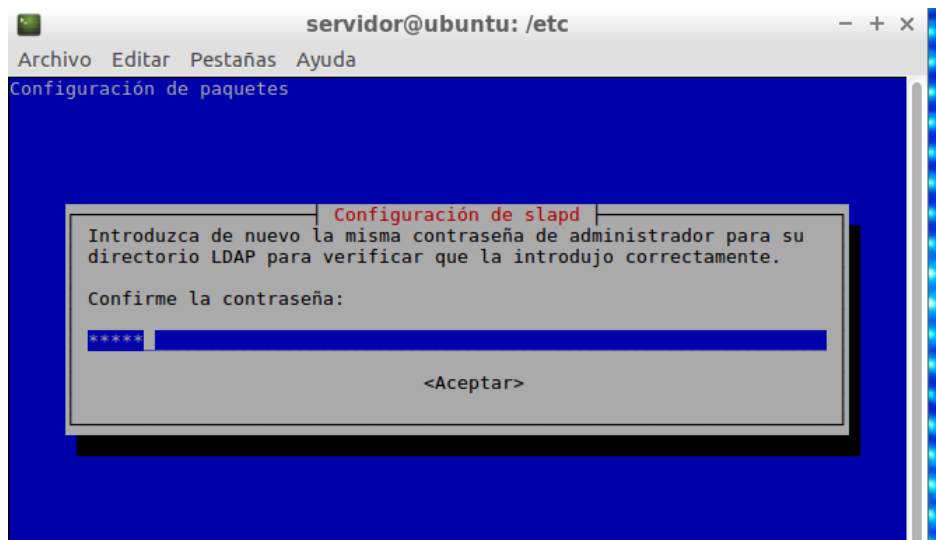 servidor@ubuntu: /etc
Archivo Editar Pestañas Ayuda
Configuración de paquetes
Configuración de slapd
Introduzca de nuevo la misma contraseña de administrador para su
directorio LDAP para verificar que la introdujo correctamente.
Confirme la contraseña:
*****
<Aceptar>